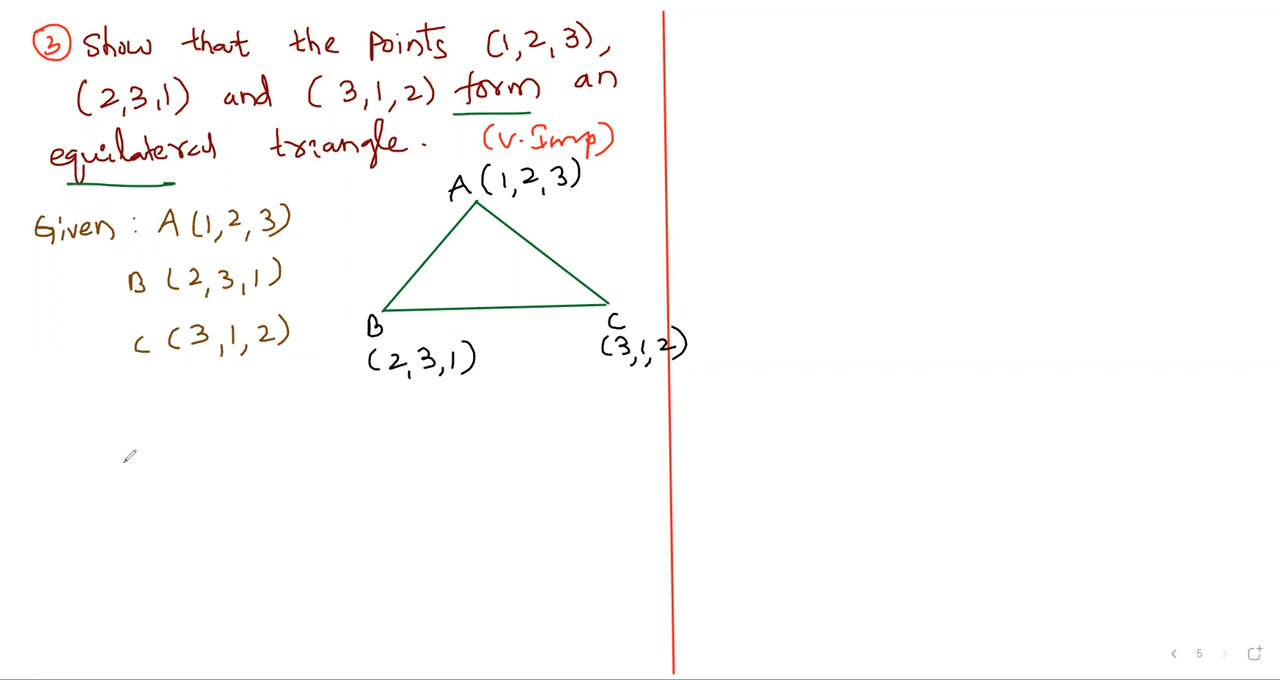 ③ Show that the points (1,2,3),
(2,3,1) and (3,1,2) form an
equilateral triangle. (V.Imp)
A(1,2,3)
Given : A(1,2,3)
B (2,3,1)
C (3,1,2)
B
(2,3,1)
C
(3,1,2)
5